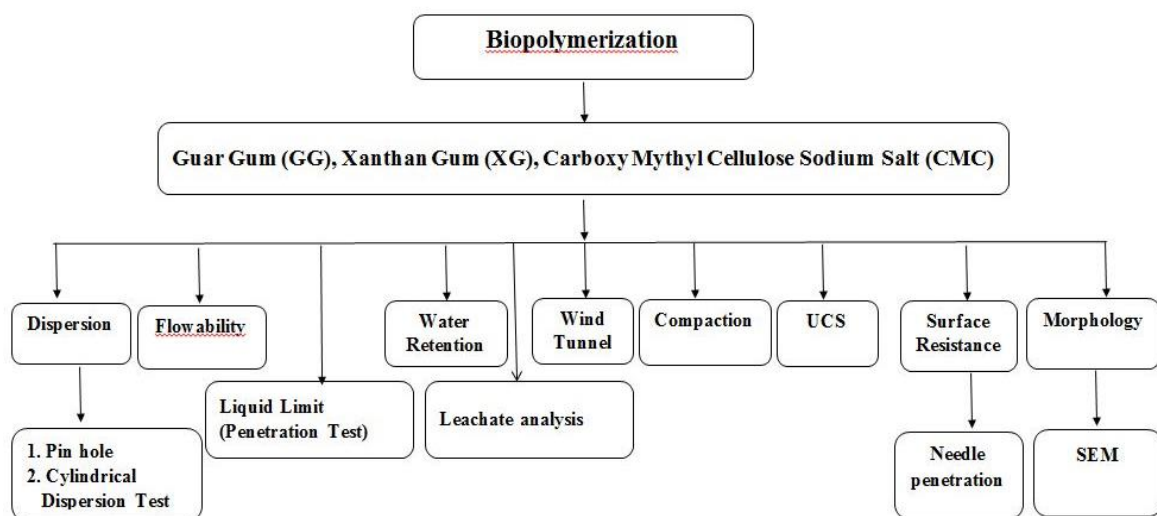 Biopolymerization
Guar Gum (GG), Xanthan Gum (XG), Carboxy Mythyl Cellulose Sodium Salt (CMC)
Dispersion
Flowability
Liquid Limit
(Penetration Test)
Water
Retention
Leachate analysis
Wind
Tunnel
Compaction
UCS
Surface
Resistance
Morphology
1. Pin hole
2. Cylindrical
Dispersion Test
Needle
penetration
SEM